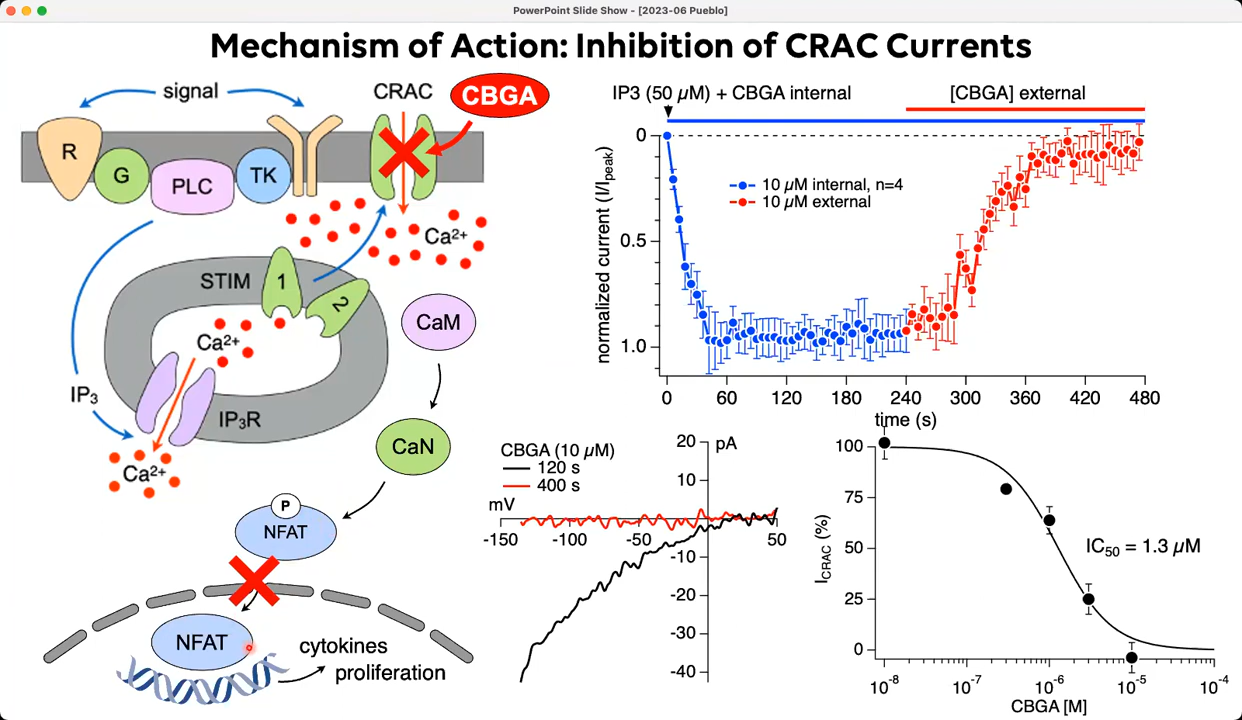 PowerPoint Slide Show - [2023-06 Pueblo]
Mechanism of Action: Inhibition of CRAC Currents
signal
CRAC
CBGA
R
G
PLC
TK
Ca²⁺
STIM
1
2
Ca²⁺
CaM
IP₃
IP₃R
Ca²⁺
CaN
P
NFAT
NFAT
cytokines
proliferation
IP3 (50 µM) + CBGA internal
[CBGA] external
normalized current (I/Ipeak)
0
0.5
1.0
10 µM internal, n=4
10 µM external
0 60 120 180 240 300 360 420 480
time (s)
CBGA (10 µM)
120 s
400 s
mV
pA
20
10
-150 -100 -50 50
-10
-20
-30
-40
I_CRAC (%)
100
75
50
25
0
IC₅₀ = 1.3 µM
10⁻⁸ 10⁻⁷ 10⁻⁶ 10⁻⁵ 10⁻⁴
CBGA [M]